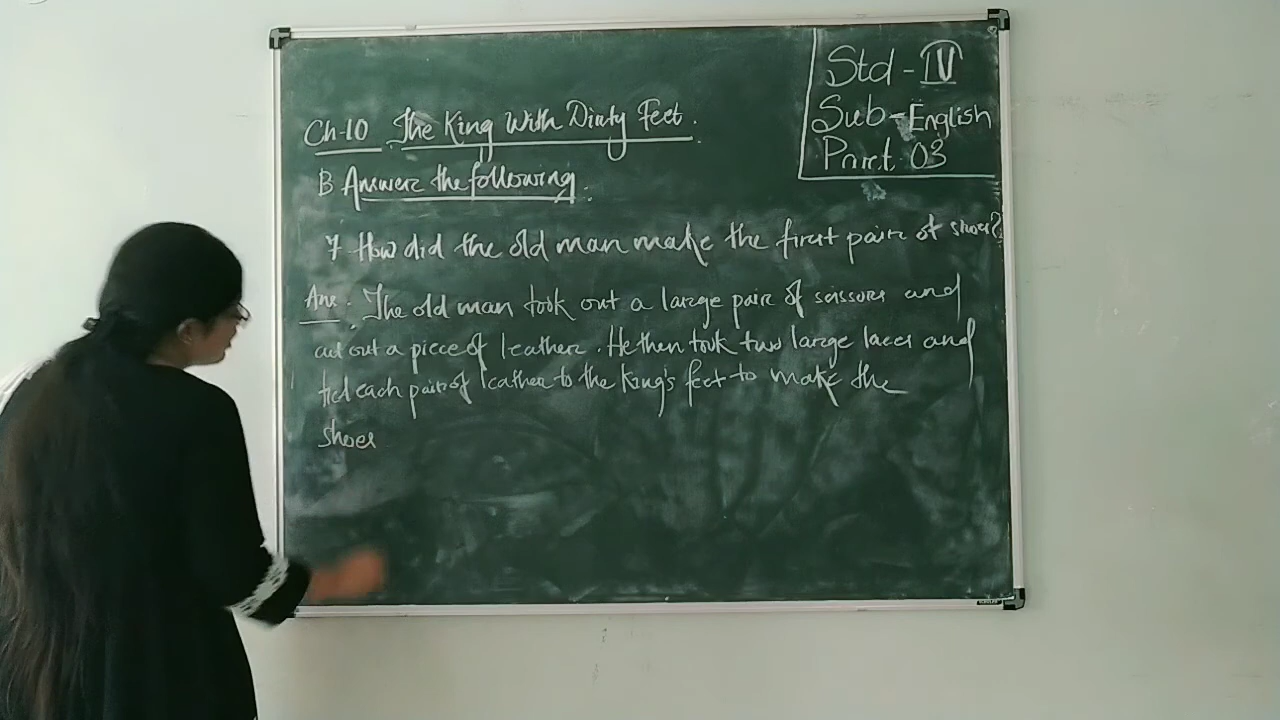 Std - IV
Sub - English
Part 03
Ch-10 The King With Dirty Feet.
B Answer the following.
7 How did the old man make the first pair of shoes?
Ans. The old man took out a large pair of scissors and
cut out a piece of leather. He then took two large laces and
tied each pair of leather to the King's feet to make the
shoes